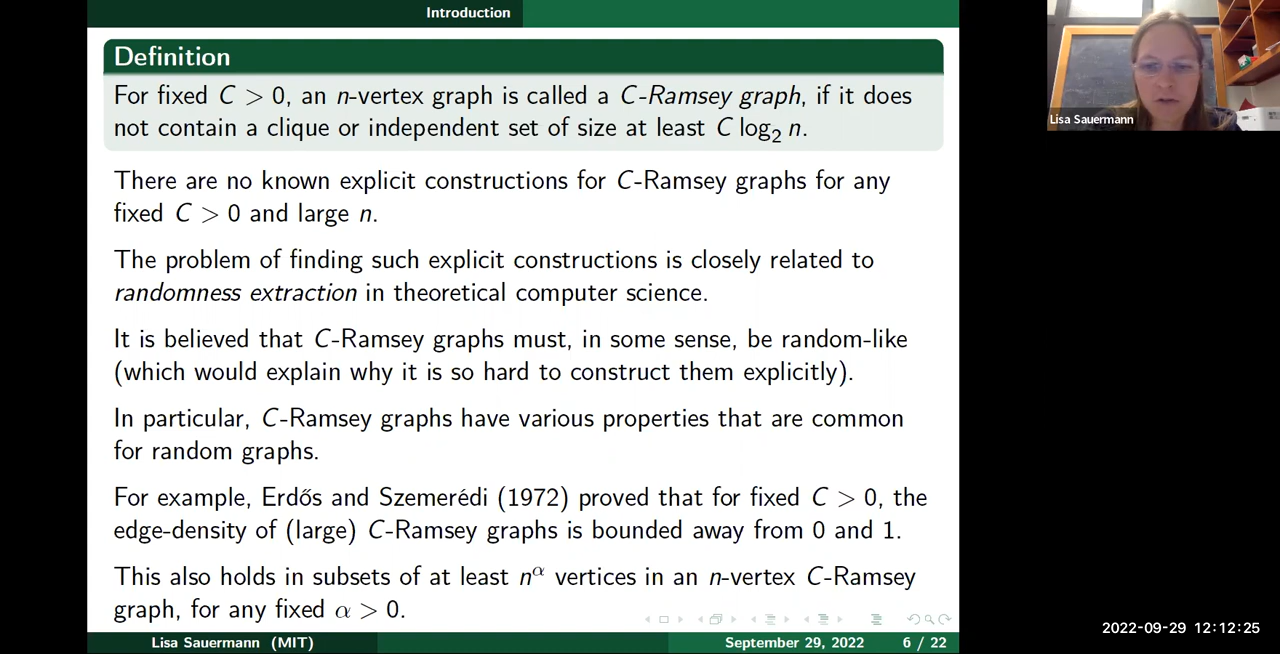 Introduction
Definition
For fixed C > 0, an n-vertex graph is called a C-Ramsey graph, if it does
not contain a clique or independent set of size at least C log₂ n.
There are no known explicit constructions for C-Ramsey graphs for any
fixed C > 0 and large n.
The problem of finding such explicit constructions is closely related to
randomness extraction in theoretical computer science.
It is believed that C-Ramsey graphs must, in some sense, be random-like
(which would explain why it is so hard to construct them explicitly).
In particular, C-Ramsey graphs have various properties that are common
for random graphs.
For example, Erdős and Szemerédi (1972) proved that for fixed C > 0, the
edge-density of (large) C-Ramsey graphs is bounded away from 0 and 1.
This also holds in subsets of at least n^α vertices in an n-vertex C-Ramsey
graph, for any fixed α > 0.
Lisa Sauermann (MIT)
September 29, 2022
6 / 22
Lisa Sauermann
2022-09-29 12:12:25